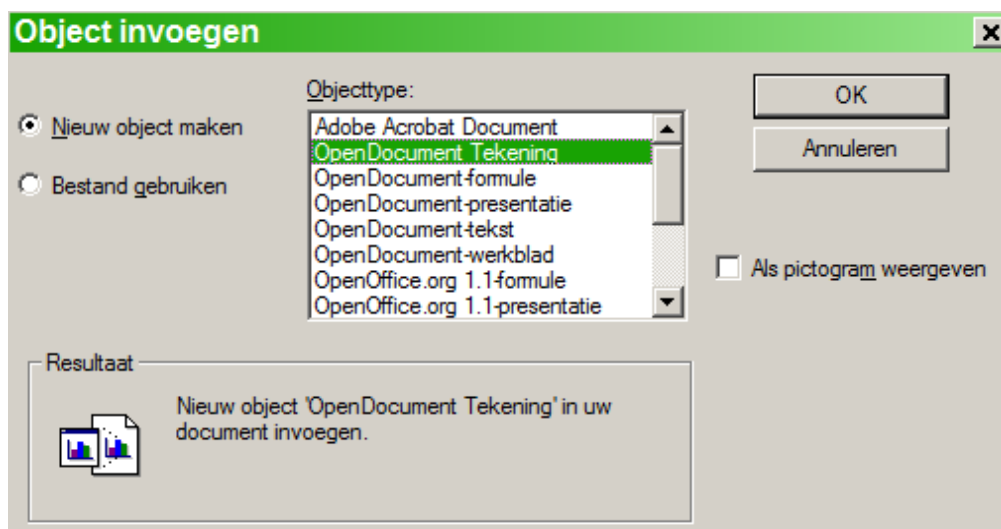 Object invoegen
Nieuw object maken
Bestand gebruiken
Objecttype:
Adobe Acrobat Document
OpenDocument Tekening
OpenDocument-formule
OpenDocument-presentatie
OpenDocument-tekst
OpenDocument-werkblad
OpenOffice.org 1.1-formule
OpenOffice.org 1.1-presentatie
OK
Annuleren
Als pictogram weergeven
Resultaat
Nieuw object 'OpenDocument Tekening' in uw
document invoegen.